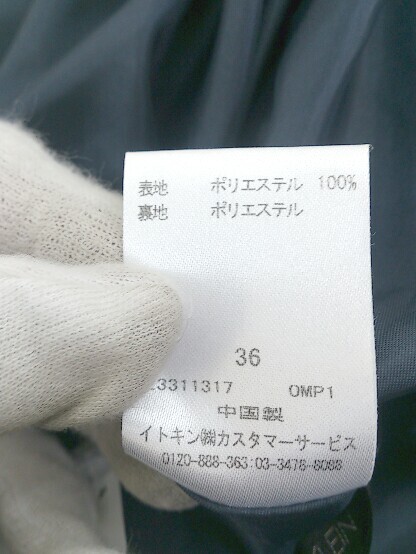 表地 ポリエステル 100%
裏地 ポリエステル
36
3311317 OMP1
中国製
イトキン㈱カスタマーサービス
0120-888-363:03-3478-8088